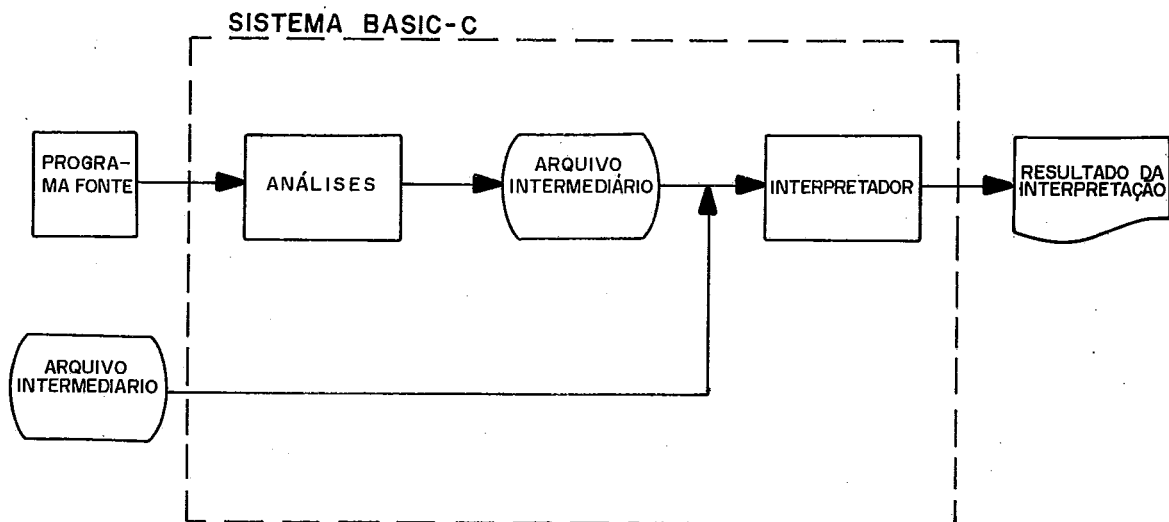 SISTEMA BASIC-C
PROGRA-
MA FONTE
ANÁLISES
ARQUIVO
INTERMEDIÁRIO
INTERPRETADOR
RESULTADO DA
INTERPRETAÇÃO
ARQUIVO
INTERMEDIARIO